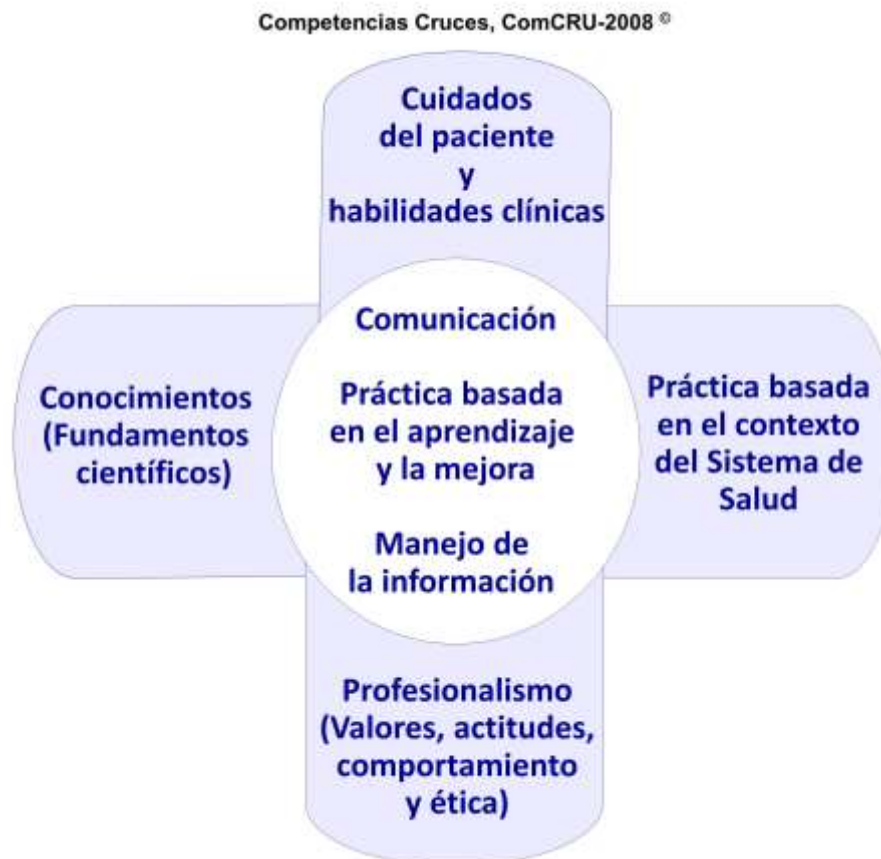 Competencias Cruces, ComCRU-2008 ©
Cuidados
del paciente
y
habilidades clínicas
Comunicación
Práctica basada
en el aprendizaje
y la mejora
Manejo de
la información
Conocimientos
(Fundamentos
científicos)
Práctica basada
en el contexto
del Sistema de
Salud
Profesionalismo
(Valores, actitudes,
comportamiento
y ética)